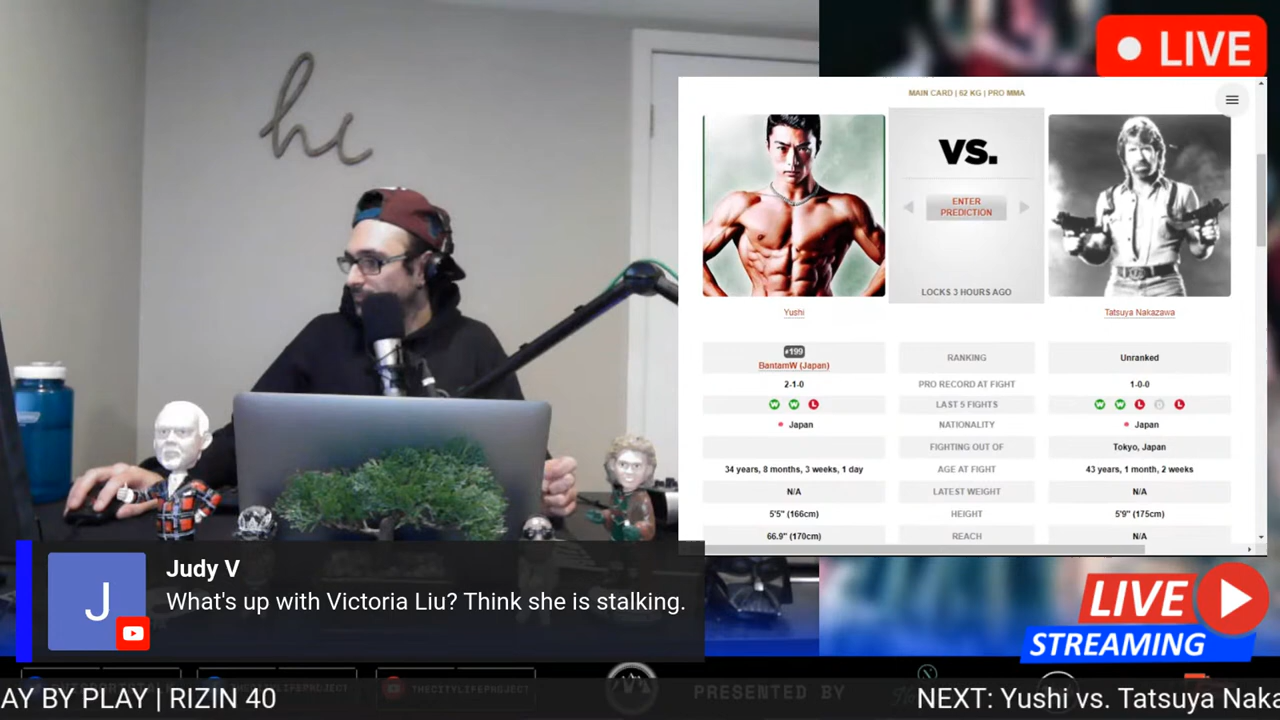 hi
LIVE
MAIN CARD | 52 KG | PRO MMA
VS.
ENTER
PREDICTION
LOCKS 3 HOURS AGO
Yushi
Tatsuya Nakazawa
#199
BantamW (Japan)
RANKING
Unranked
2-1-0
PRO RECORD AT FIGHT
1-0-0
W W L
LAST 5 FIGHTS
W W L D L
Japan
NATIONALITY
Japan
FIGHTING OUT OF
Tokyo, Japan
34 years, 8 months, 3 weeks, 1 day
AGE AT FIGHT
43 years, 1 month, 2 weeks
N/A
LATEST WEIGHT
N/A
5'5" (166cm)
HEIGHT
5'9" (175cm)
66.9" (170cm)
REACH
N/A
J
Judy V
What's up with Victoria Liu? Think she is stalking.
LIVE
STREAMING
THECITYLIFEPROJECT
PRESENTED BY
AY BY PLAY | RIZIN 40
NEXT: Yushi vs. Tatsuya Naka